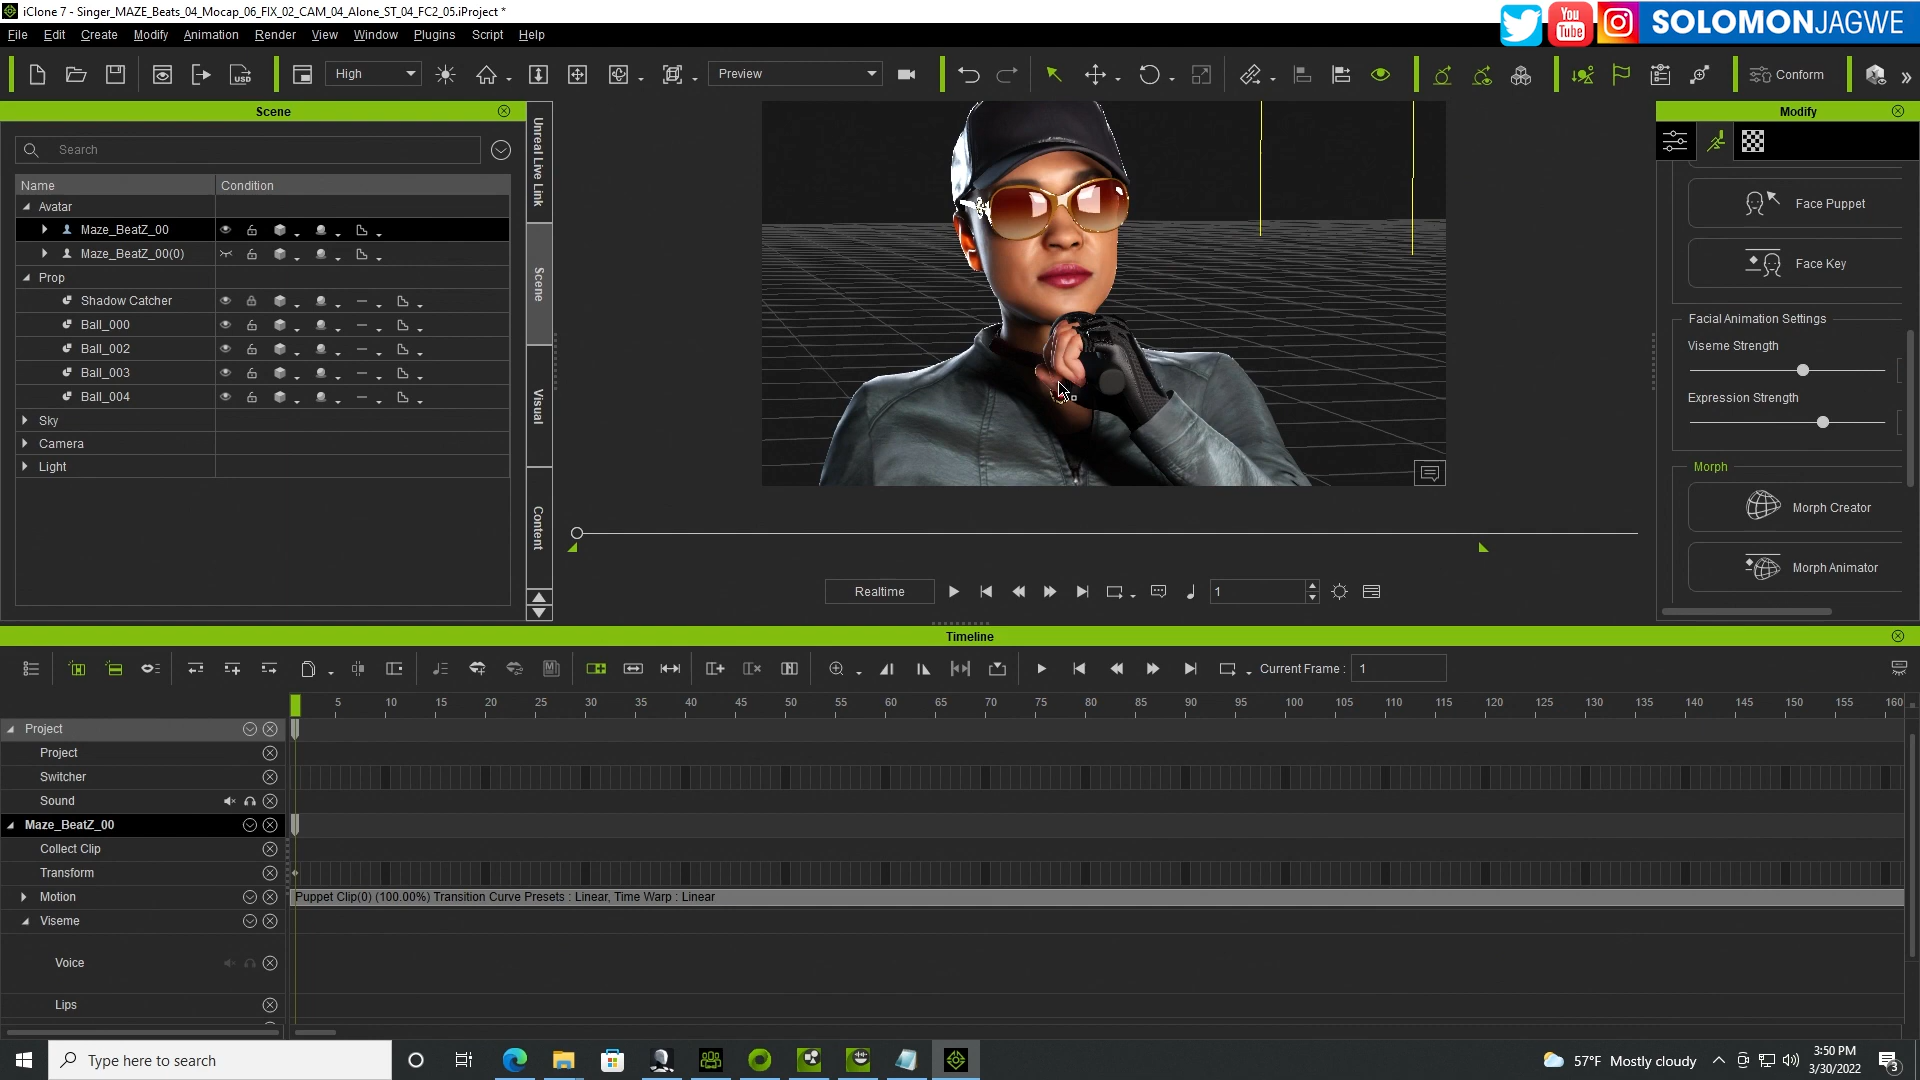 iClone 7 - Singer_MAZE_Beats_04_Mocap_06_FIX_02_CAM_04_Alone_ST_04_FC2_05.iProject *
You
Tube
SOLOMONJAGWE
File Edit Create Modify Animation Render View Window Plugins Script Help
USD
High
Preview
Conform
Scene
Modify
Search
Name Condition
Avatar
Maze_BeatZ_00
Maze_BeatZ_00(0)
Prop
Shadow Catcher
Ball_000
Ball_002
Ball_003
Ball_004
Sky
Camera
Light
Unreal Live Link
Scene
Visual
Content
Face Puppet
Face Key
Facial Animation Settings
Viseme Strength
Expression Strength
Morph
Morph Creator
Morph Animator
Realtime
1
Timeline
Current Frame : 1
5 10 15 20 25 30 35 40 45 50 55 60 65 70 75 80 85 90 95 100 105 110 115 120 125 130 135 140 145 150 155 160
Project
Project
Switcher
Sound
Maze_BeatZ_00
Collect Clip
Transform
Motion
Puppet Clip(0) (100.00%) Transition Curve Presets : Linear, Time Warp : Linear
Viseme
Voice
Lips
Type here to search
57°F Mostly cloudy
3:50 PM
3/30/2022
3